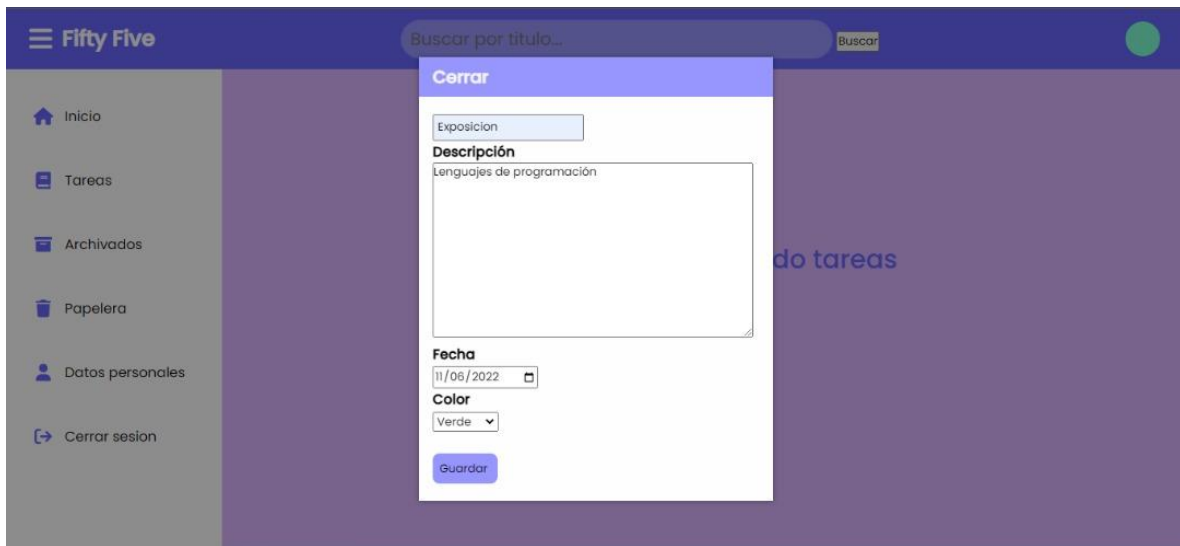 Fifty Five
Buscar por titulo...
Buscar
Cerrar
Inicio
Tareas
Archivados
Papelera
Datos personales
Cerrar sesion
Exposicion
Descripción
Lenguajes de programación
Fecha
11/06/2022
Color
Verde
Guardar
do tareas